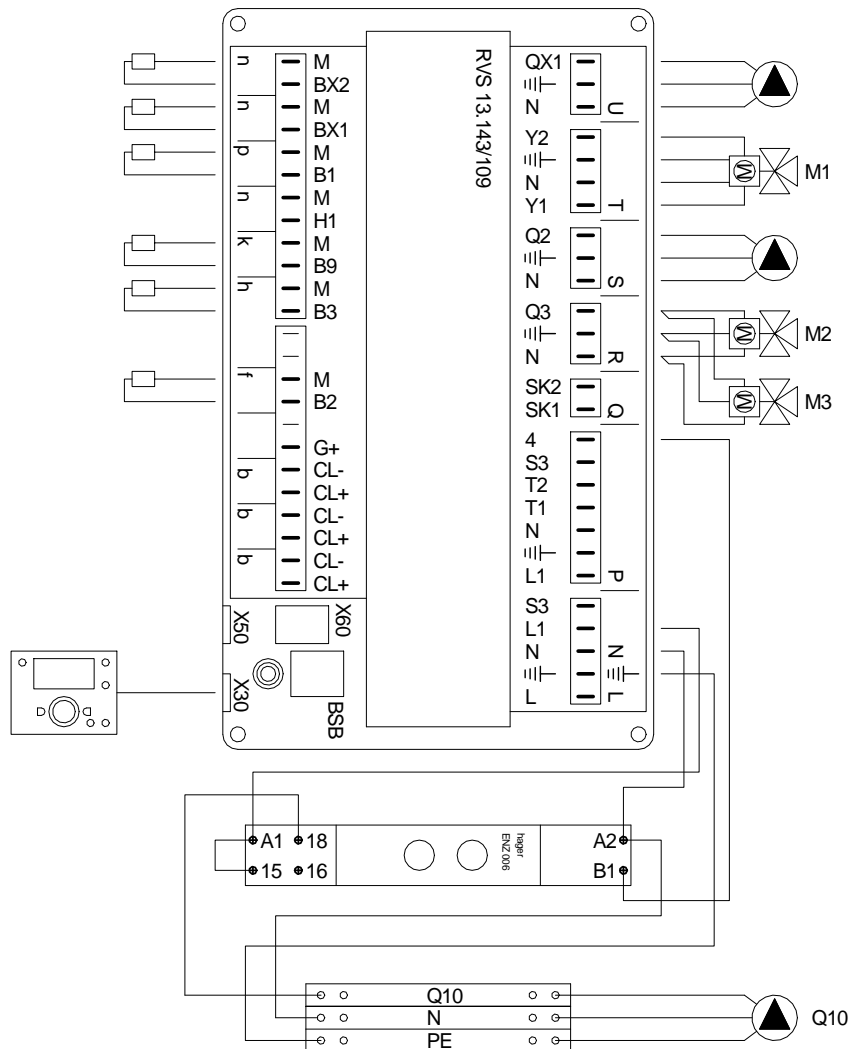 n
M
BX2
n
M
BX1
p
M
B1
n
M
H1
k
M
B9
h
M
B3
f
M
B2
G+
b
CL-
CL+
b
CL-
CL+
b
CL-
CL+
X50
X60
X30
BSB
RVS 13.143/109
QX1
N
U
Y2
N
Y1
T
Q2
N
S
Q3
N
R
SK2
SK1
Q
4
S3
T2
T1
N
L1
P
S3
L1
N
L
N
L
M
M1
M
M2
M
M3
A1
18
15
16
hager
ENZ 006
A2
B1
Q10
N
PE
Q10